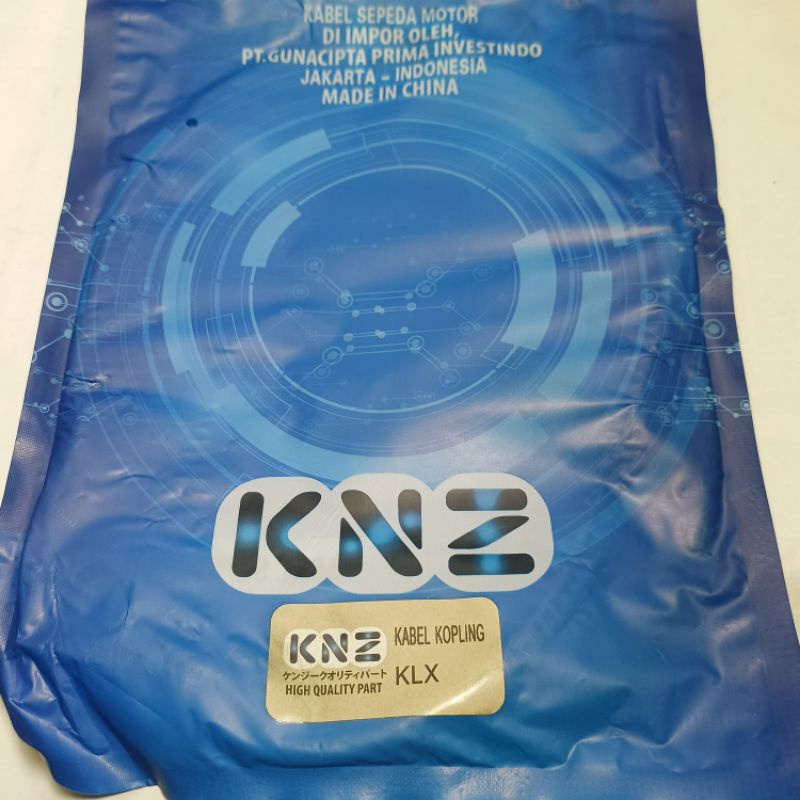 KABEL SEPEDA MOTOR
DI IMPOR OLEH,
PT.GUNACIPTA PRIMA INVESTINDO
JAKARTA - INDONESIA
MADE IN CHINA
KNZ
KNZ KABEL KOPLING
ケンジークオリティパート KLX
HIGH QUALITY PART